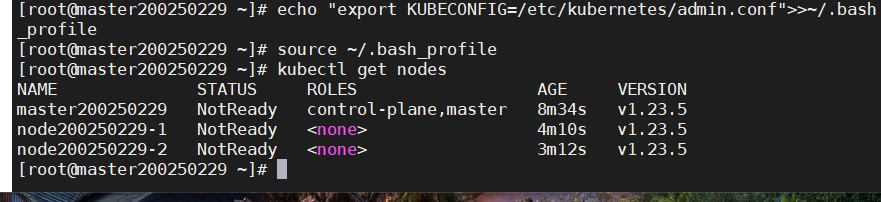 [root@master200250229 ~]# echo "export KUBECONFIG=/etc/kubernetes/admin.conf">>~/.bash
_profile
[root@master200250229 ~]# source ~/.bash_profile
[root@master200250229 ~]# kubectl get nodes
NAME STATUS ROLES AGE VERSION
master200250229 NotReady control-plane,master 8m34s v1.23.5
node200250229-1 NotReady <none> 4m10s v1.23.5
node200250229-2 NotReady <none> 3m12s v1.23.5
[root@master200250229 ~]#